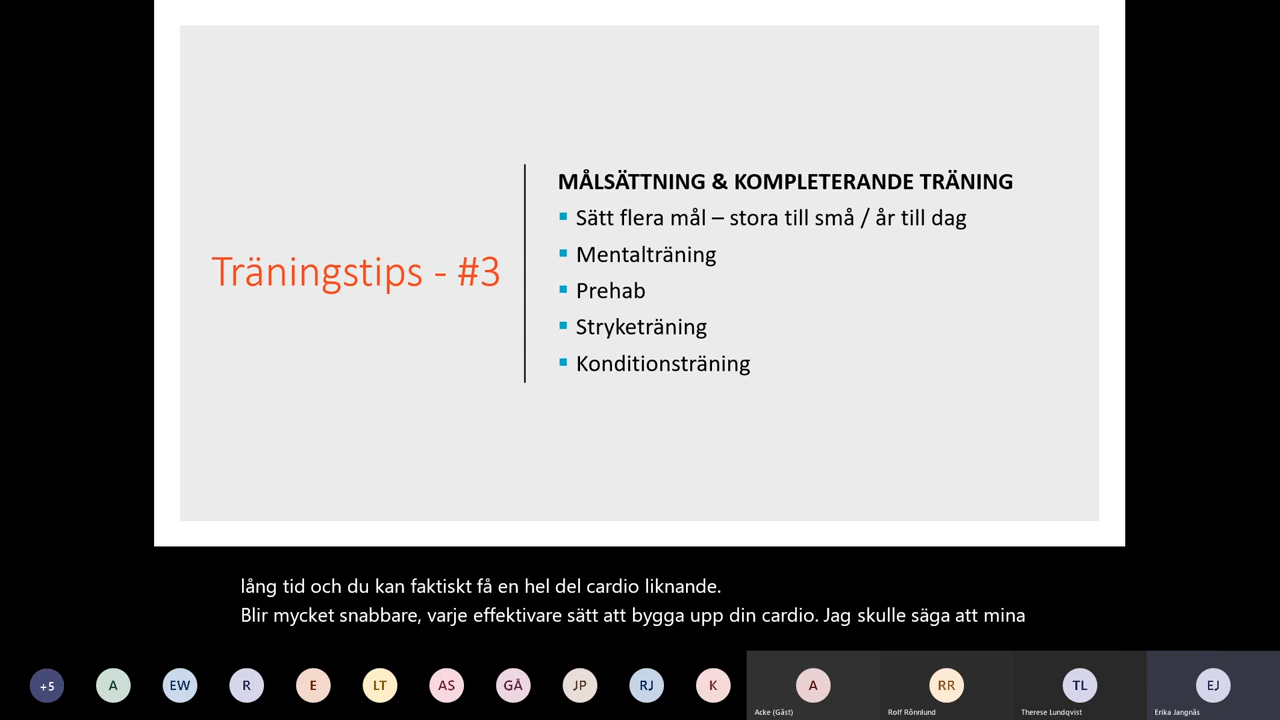 Träningstips - #3
MÅLSÄTTNING & KOMPLETERANDE TRÄNING
Sätt flera mål – stora till små / år till dag
Mentalträning
Prehab
Stryketräning
Konditionsträning
lång tid och du kan faktiskt få en hel del cardio liknande.
Blir mycket snabbare, varje effektivare sätt att bygga upp din cardio. Jag skulle säga att mina
+5 A EW R E LT AS GÅ JP RJ K A RR TL EJ
Acke (Gäst) Rolf Rönnlund Therese Lundqvist Erika Jangnäs